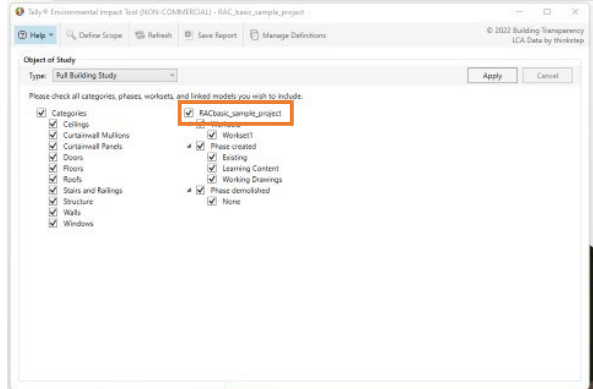 Tally® Environmental Impact Tool (NON-COMMERCIAL) - RAC_basic_sample_project
Help Define Scope Refresh Save Report Manage Definitions
© 2022 Building Transparency
LCA Data by thinkstep
Object of Study
Type: Full Building Study Apply Cancel
Please check all categories, phases, worksets, and linked models you wish to include.
Categories
Ceilings
Curtainwall Mullions
Curtainwall Panels
Doors
Floors
Roofs
Stairs and Railings
Structure
Walls
Windows
RACbasic_sample_project
Worksets
Workset1
Phase created
Existing
Learning Content
Working Drawings
Phase demolished
None